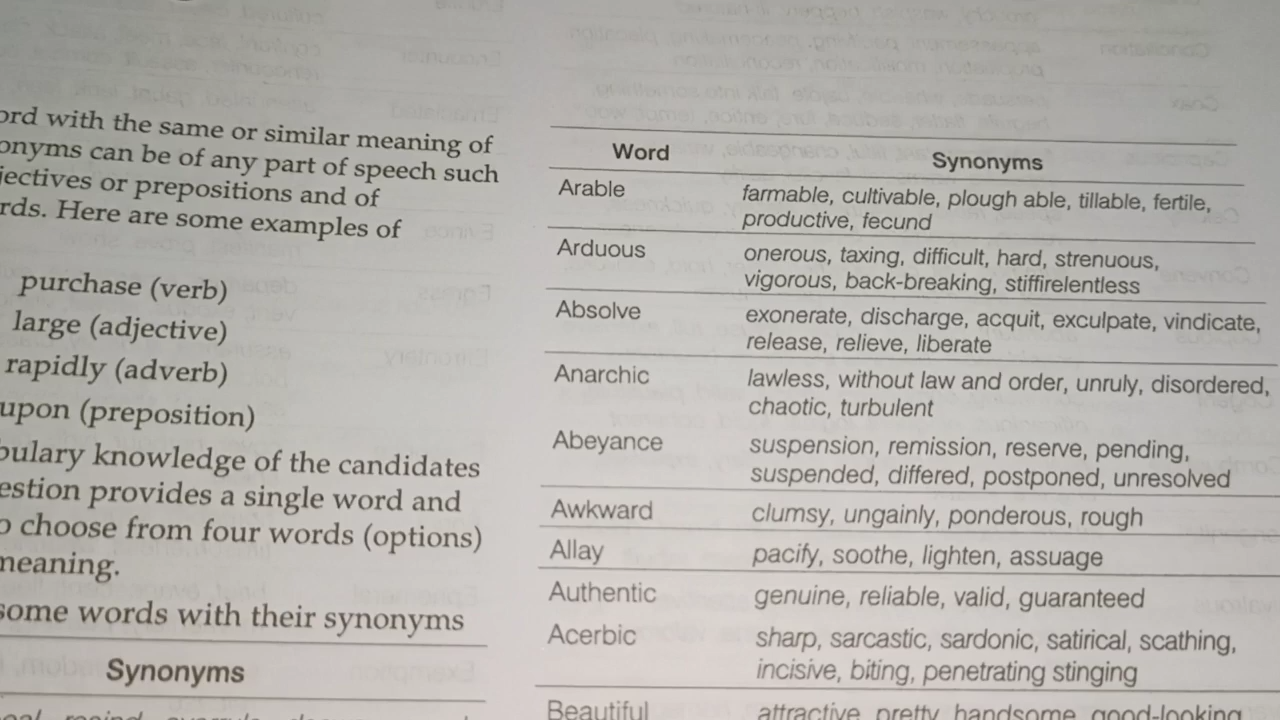 with the same or similar meaning of
can be of any part of speech such
or prepositions and of
Here are some examples of
purchase (verb)
large (adjective)
rapidly (adverb)
upon (preposition)
knowledge of the candidates
provides a single word and
choose from four words (options)
meaning.
some words with their synonyms
Synonyms
Word Synonyms
Arable farmable, cultivable, plough able, tillable, fertile,
productive, fecund
Arduous onerous, taxing, difficult, hard, strenuous,
vigorous, back-breaking, stiffirelentless
Absolve exonerate, discharge, acquit, exculpate, vindicate,
release, relieve, liberate
Anarchic lawless, without law and order, unruly, disordered,
chaotic, turbulent
Abeyance suspension, remission, reserve, pending,
suspended, differed, postponed, unresolved
Awkward clumsy, ungainly, ponderous, rough
Allay pacify, soothe, lighten, assuage
Authentic genuine, reliable, valid, guaranteed
Acerbic sharp, sarcastic, sardonic, satirical, scathing,
incisive, biting, penetrating stinging
Beautiful attractive, pretty, handsome, good-looking,